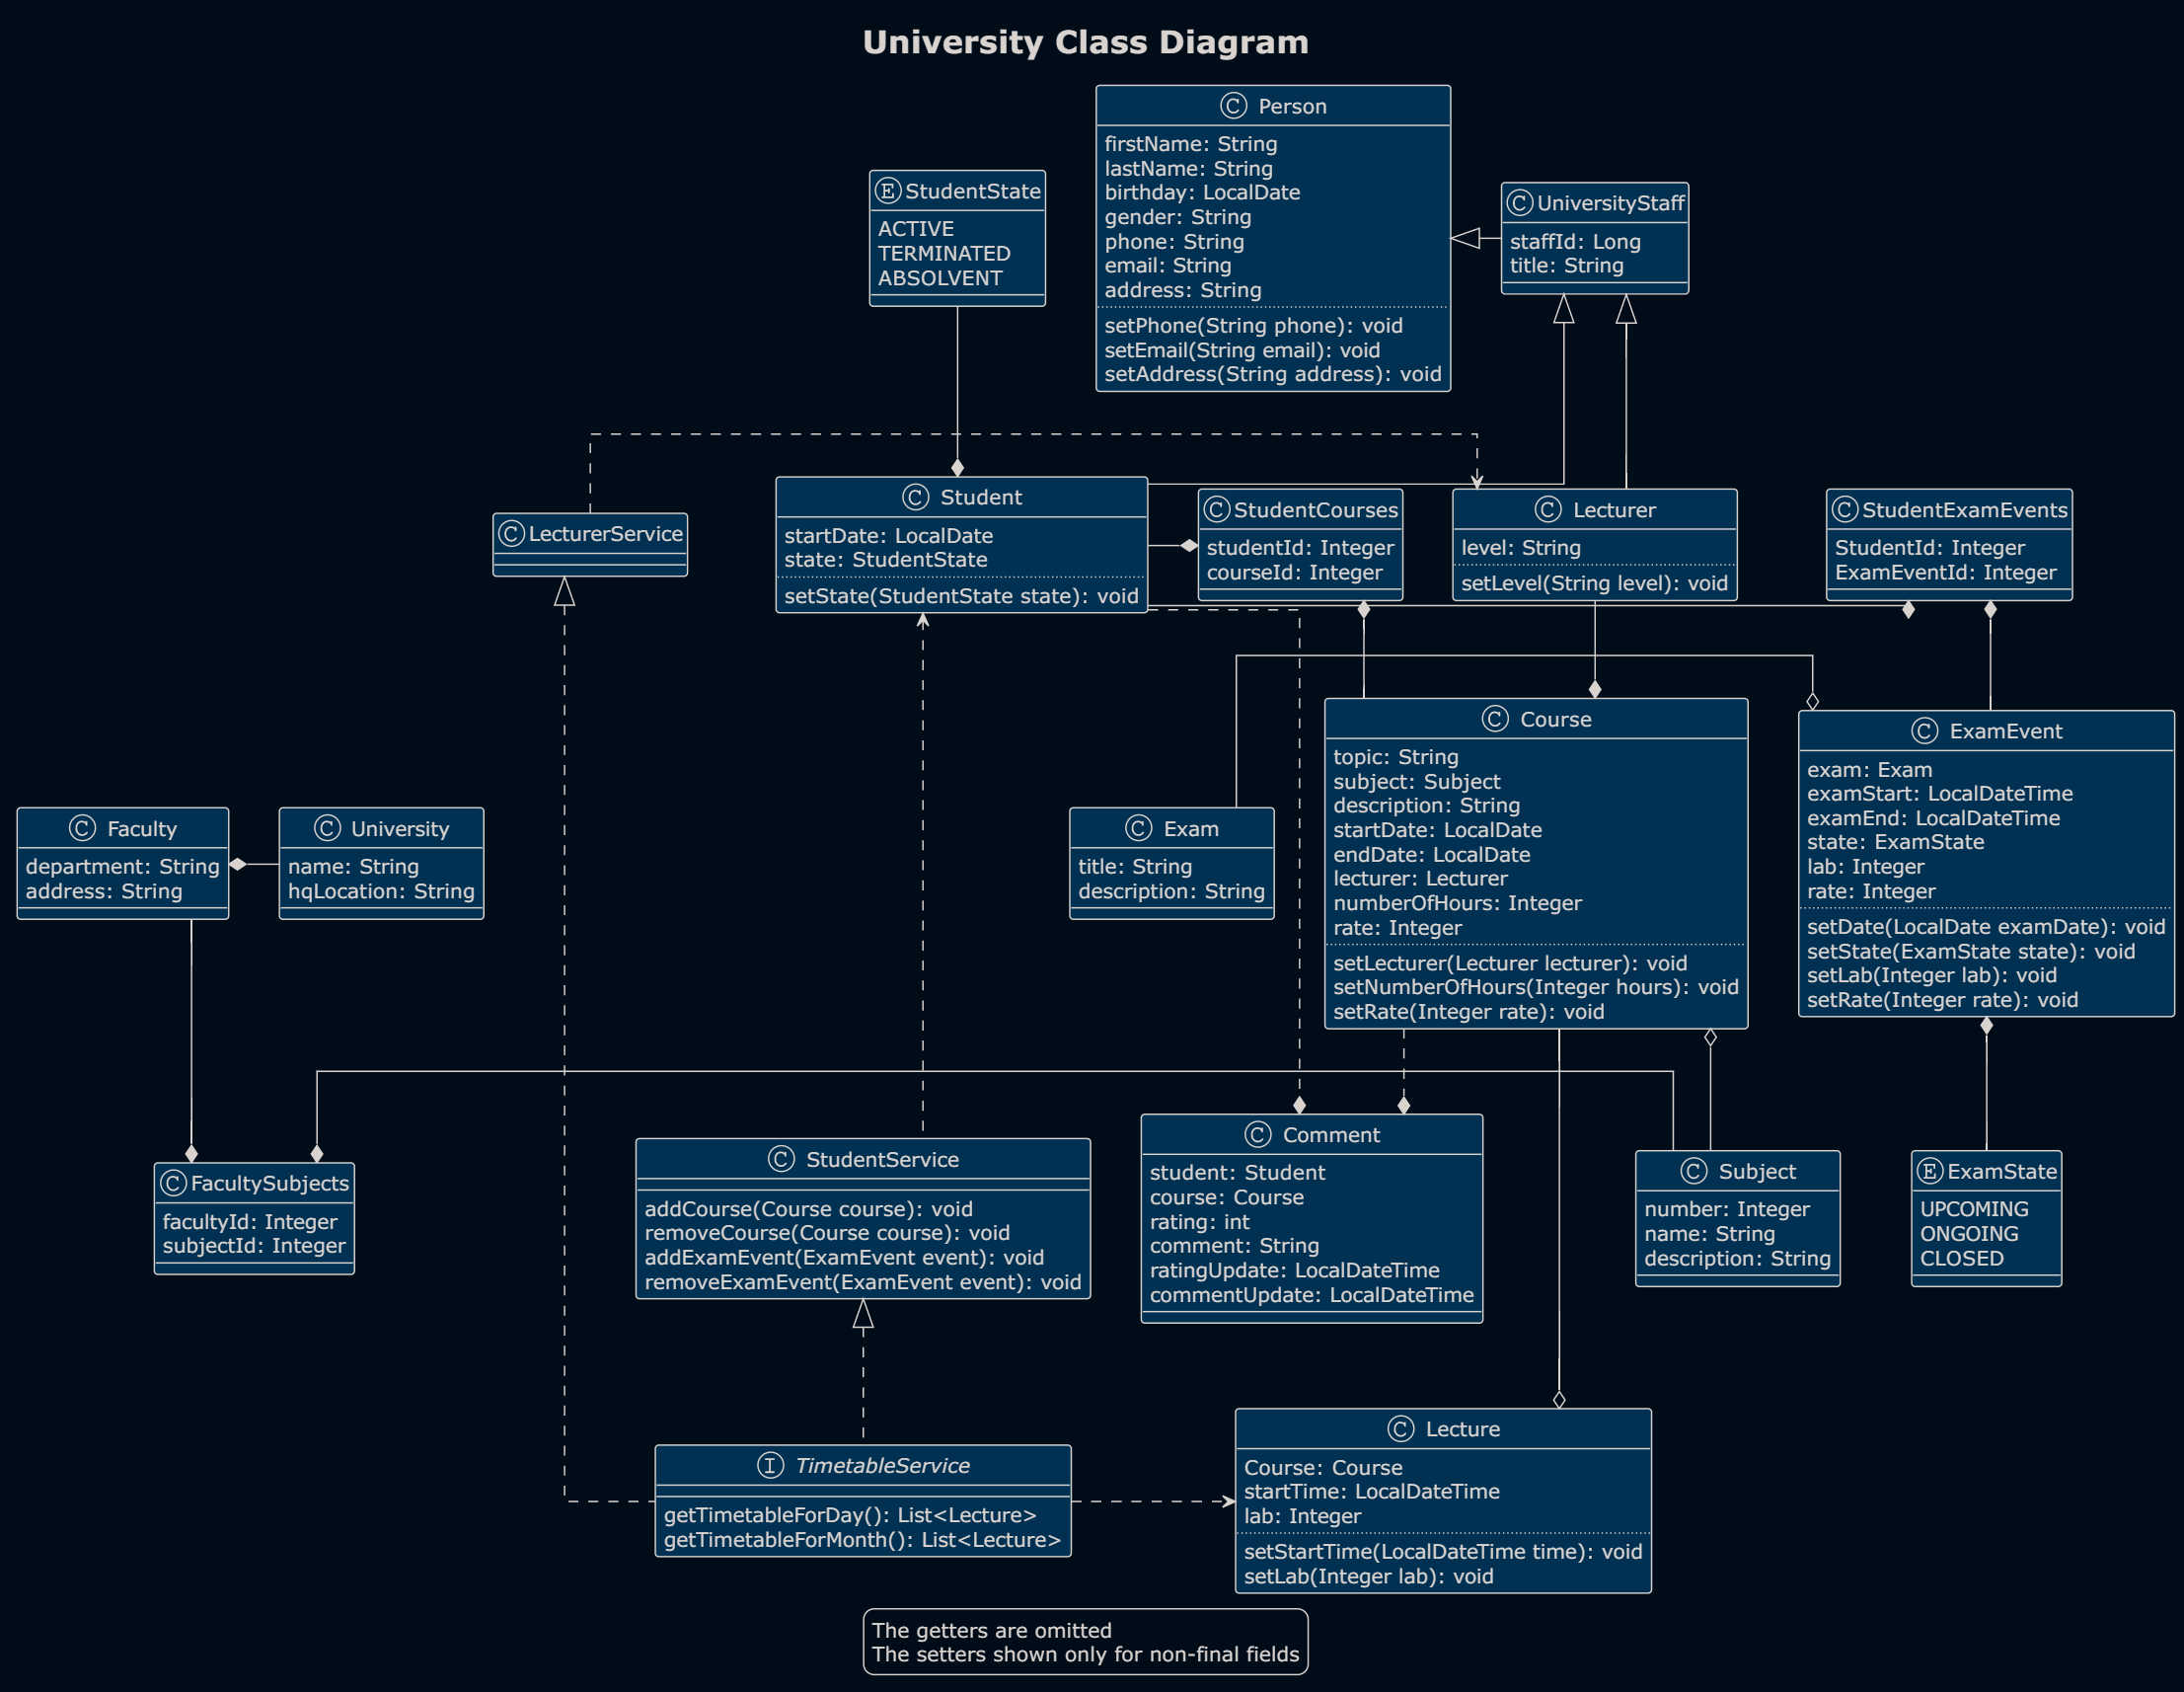 University Class Diagram
C Person
firstName: String
lastName: String
birthday: LocalDate
gender: String
phone: String
email: String
address: String
setPhone(String phone): void
setEmail(String email): void
setAddress(String address): void
E StudentState
ACTIVE
TERMINATED
ABSOLVENT
C UniversityStaff
staffId: Long
title: String
C LecturerService
C Student
startDate: LocalDate
state: StudentState
setState(StudentState state): void
C StudentCourses
studentId: Integer
courseId: Integer
C Lecturer
level: String
setLevel(String level): void
C StudentExamEvents
StudentId: Integer
ExamEventId: Integer
C Faculty
department: String
address: String
C University
name: String
hqLocation: String
C Exam
title: String
description: String
C Course
topic: String
subject: Subject
description: String
startDate: LocalDate
endDate: LocalDate
lecturer: Lecturer
numberOfHours: Integer
rate: Integer
setLecturer(Lecturer lecturer): void
setNumberOfHours(Integer hours): void
setRate(Integer rate): void
C ExamEvent
exam: Exam
examStart: LocalDateTime
examEnd: LocalDateTime
state: ExamState
lab: Integer
rate: Integer
setDate(LocalDate examDate): void
setState(ExamState state): void
setLab(Integer lab): void
setRate(Integer rate): void
C FacultySubjects
facultyId: Integer
subjectId: Integer
C StudentService
addCourse(Course course): void
removeCourse(Course course): void
addExamEvent(ExamEvent event): void
removeExamEvent(ExamEvent event): void
C Comment
student: Student
course: Course
rating: int
comment: String
ratingUpdate: LocalDateTime
commentUpdate: LocalDateTime
C Subject
number: Integer
name: String
description: String
E ExamState
UPCOMING
ONGOING
CLOSED
I TimetableService
getTimetableForDay(): List<Lecture>
getTimetableForMonth(): List<Lecture>
C Lecture
Course: Course
startTime: LocalDateTime
lab: Integer
setStartTime(LocalDateTime time): void
setLab(Integer lab): void
The getters are omitted
The setters shown only for non-final fields